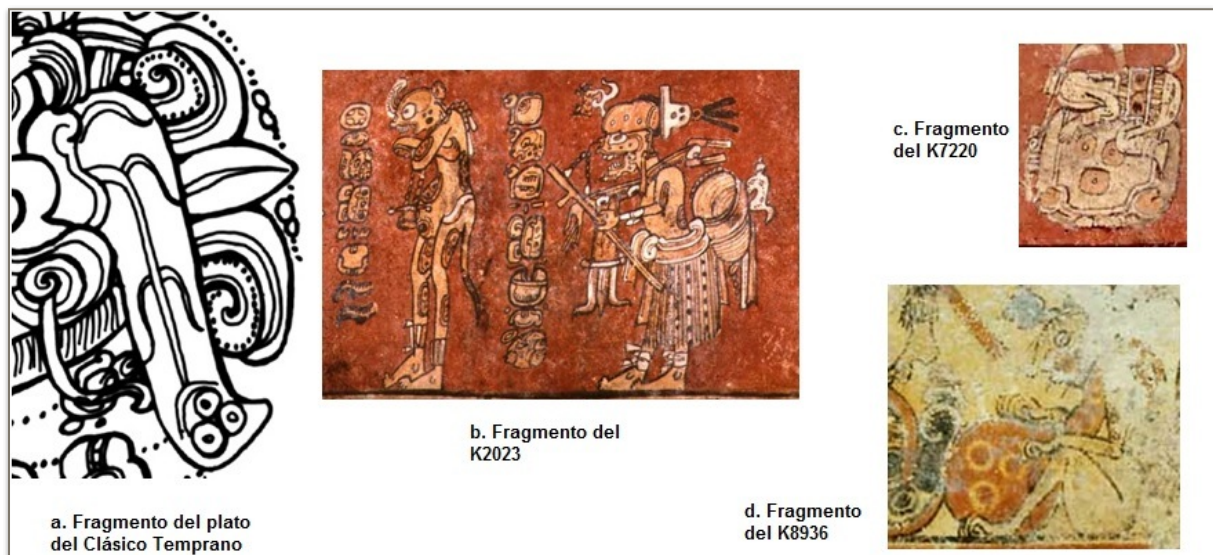 c. Fragmento
del K7220
b. Fragmento del
K2023
a. Fragmento del plato
del Clásico Temprano
d. Fragmento
del K8936